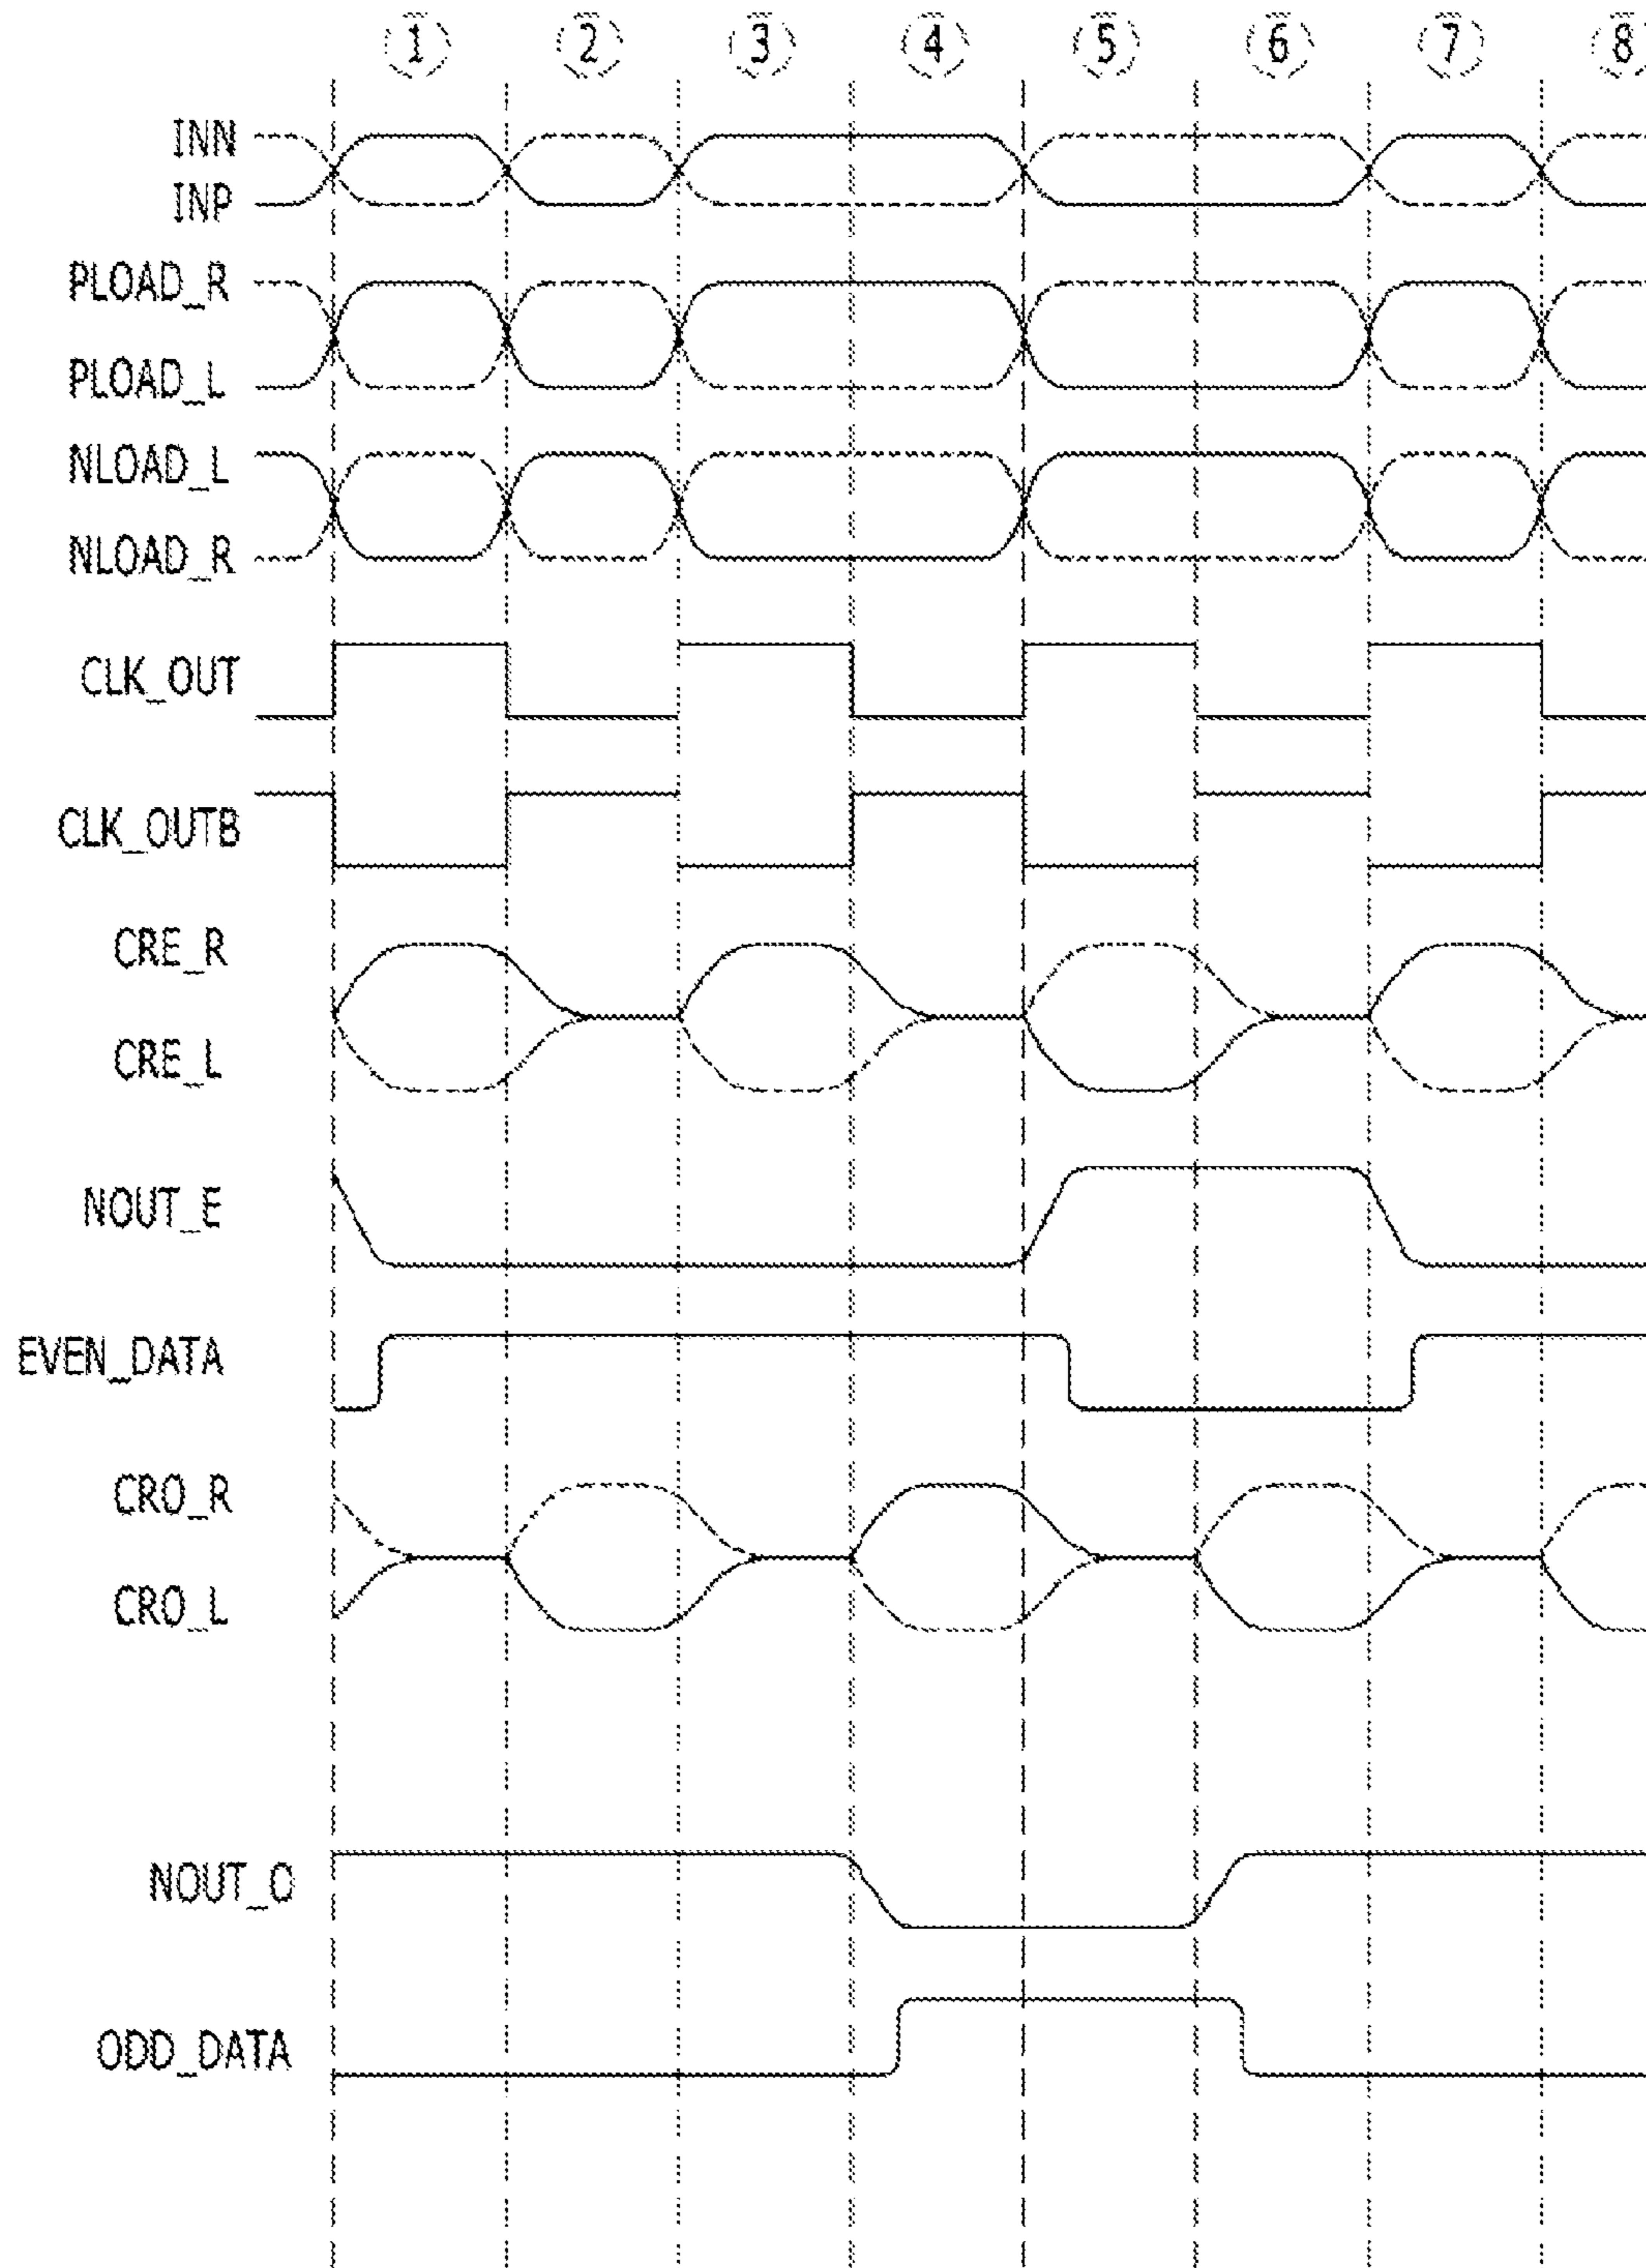 1 2 3 4 5 6 7 8
INN
INP
PLOAD_R
PLOAD_L
NLOAD_L
NLOAD_R
CLK_OUT
CLK_OUTB
CRE_R
CRE_L
NOUT_E
EVEN_DATA
CRO_R
CRO_L
NOUT_O
ODD_DATA